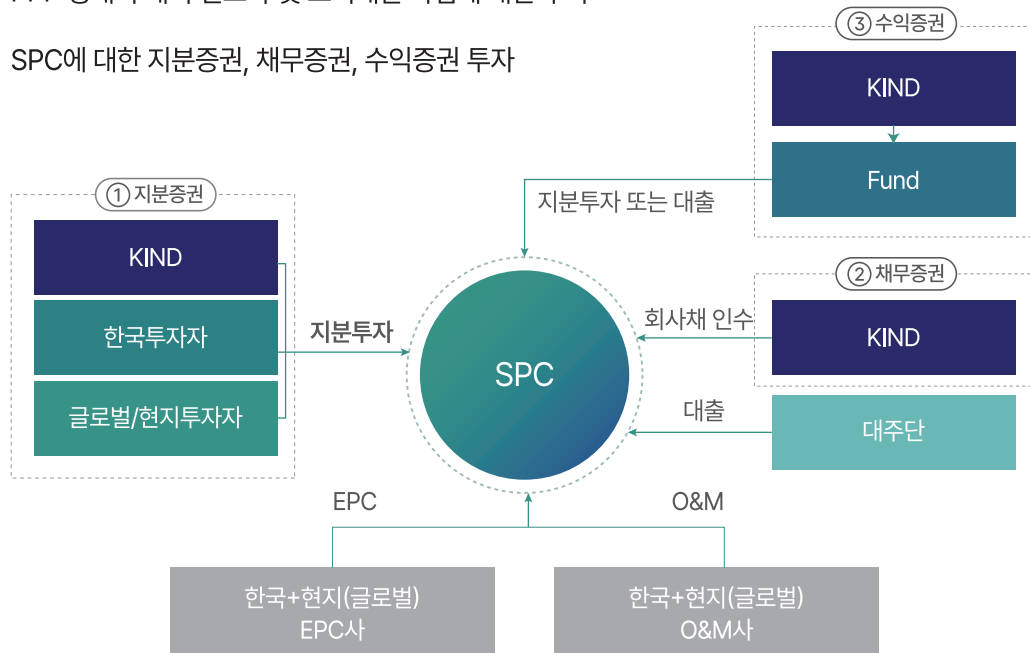 SPC에 대한 지분증권, 채무증권, 수익증권 투자
③ 수익증권
KIND
Fund
지분투자 또는 대출
① 지분증권
KIND
한국투자자
글로벌/현지투자자
지분투자
SPC
② 채무증권
회사채 인수
KIND
대출
대주단
EPC
O&M
한국+현지(글로벌)
EPC사
한국+현지(글로벌)
O&M사